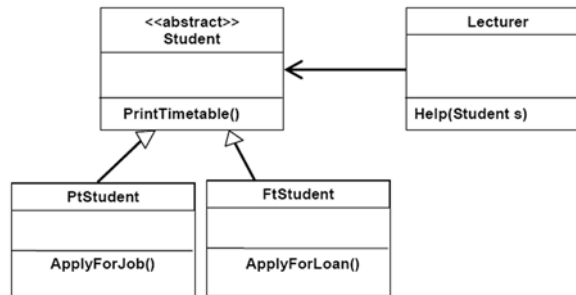 <<abstract>>
Student
PrintTimetable()
Lecturer
Help(Student s)
PtStudent
ApplyForJob()
FtStudent
ApplyForLoan()